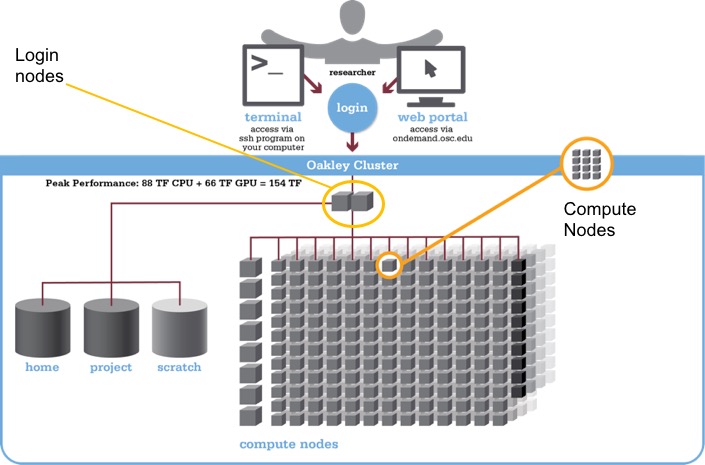 Login
nodes
>_
researcher
login
terminal
access via
ssh program on
your computer
web portal
access via
ondemand.osc.edu
Oakley Cluster
Peak Performance: 88 TF CPU + 66 TF GPU = 154 TF
Compute
Nodes
home
project
scratch
compute nodes